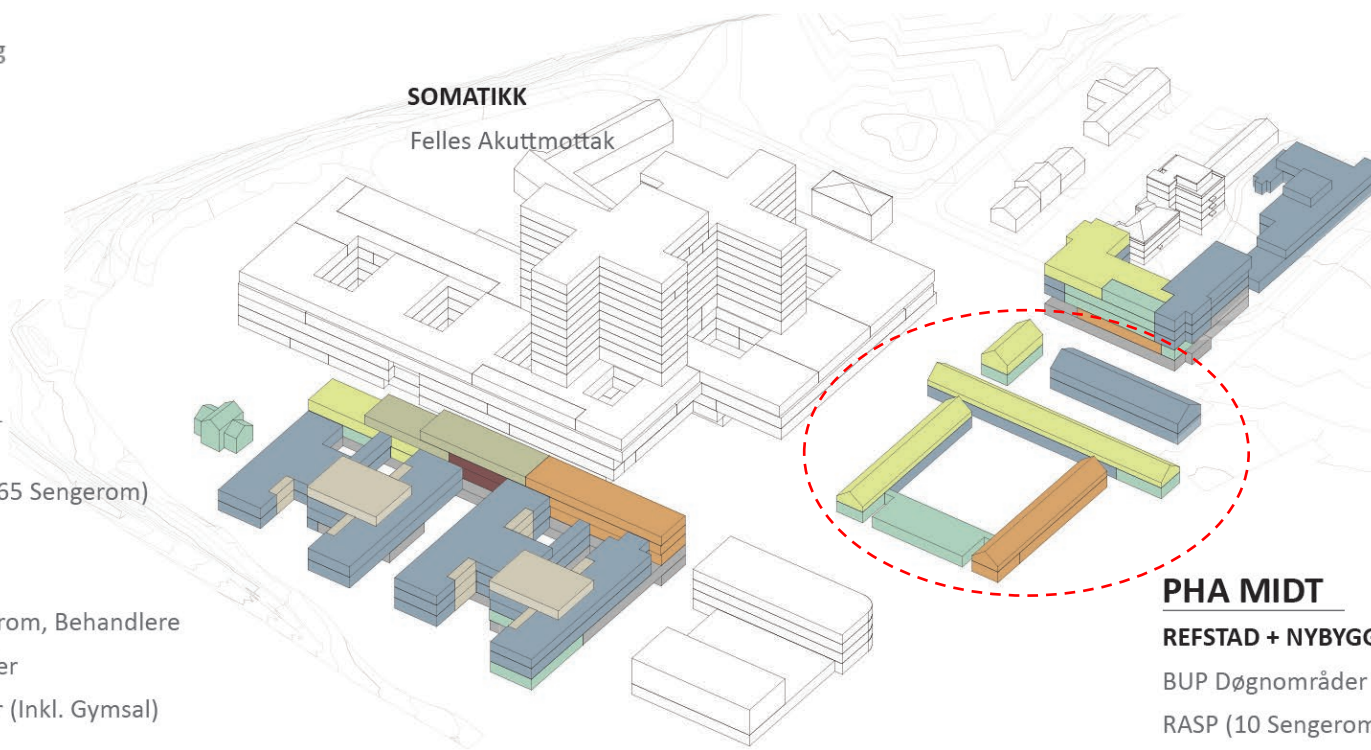 g
SOMATIKK
Felles Akuttmottak
65 Sengerom)
rom, Behandlere
er
r (Inkl. Gymsal)
PHA MIDT
REFSTAD + NYBYGG
BUP Døgnområder
RASP (10 Sengerom